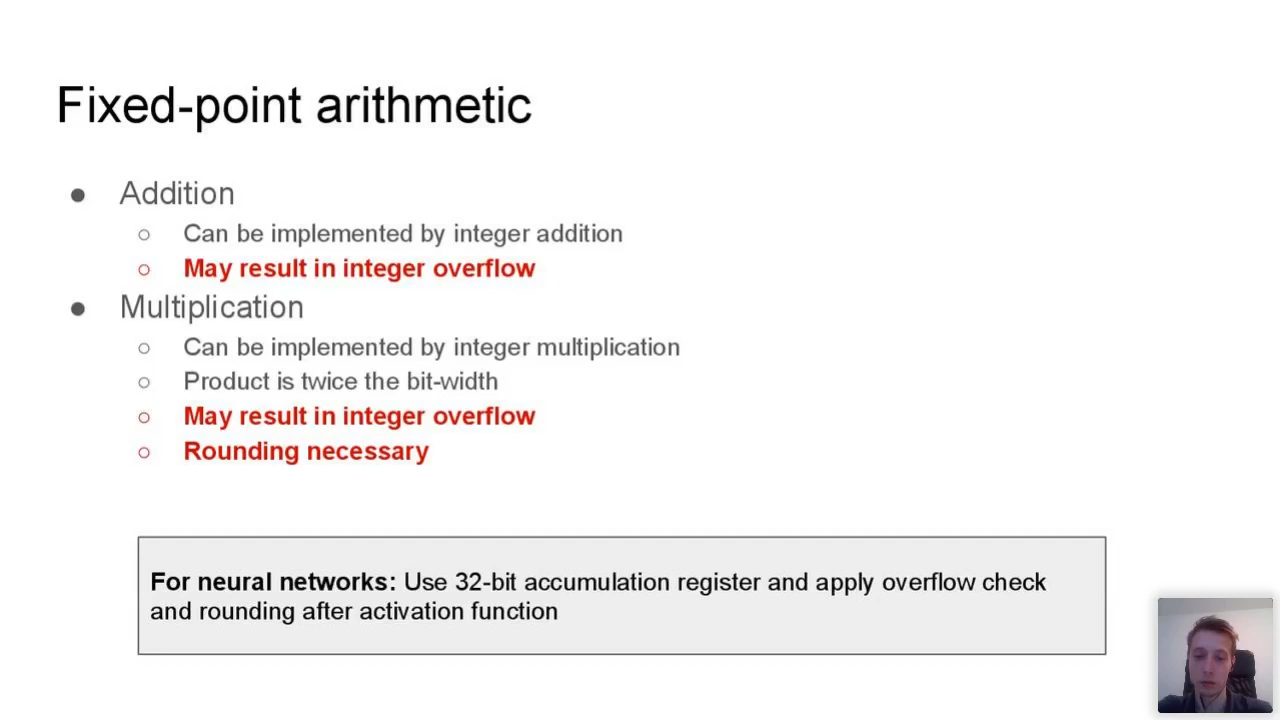 Fixed-point arithmetic
● Addition
○ Can be implemented by integer addition
○ May result in integer overflow
● Multiplication
○ Can be implemented by integer multiplication
○ Product is twice the bit-width
○ May result in integer overflow
○ Rounding necessary
For neural networks: Use 32-bit accumulation register and apply overflow check
and rounding after activation function